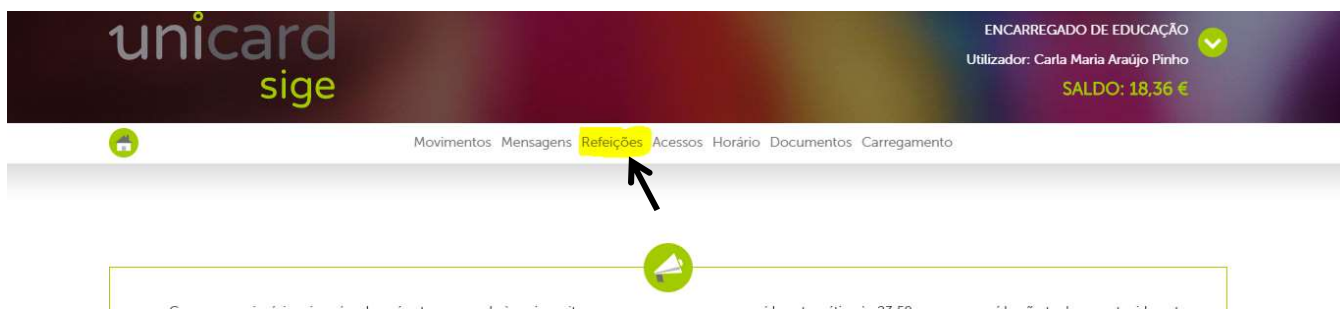 unicard
sige
ENCARREGADO DE EDUCAÇÃO
Utilizador: Carla Maria Araújo Pinho
SALDO: 18,36 €
Movimentos Mensagens Refeições Acessos Horário Documentos Carregamento